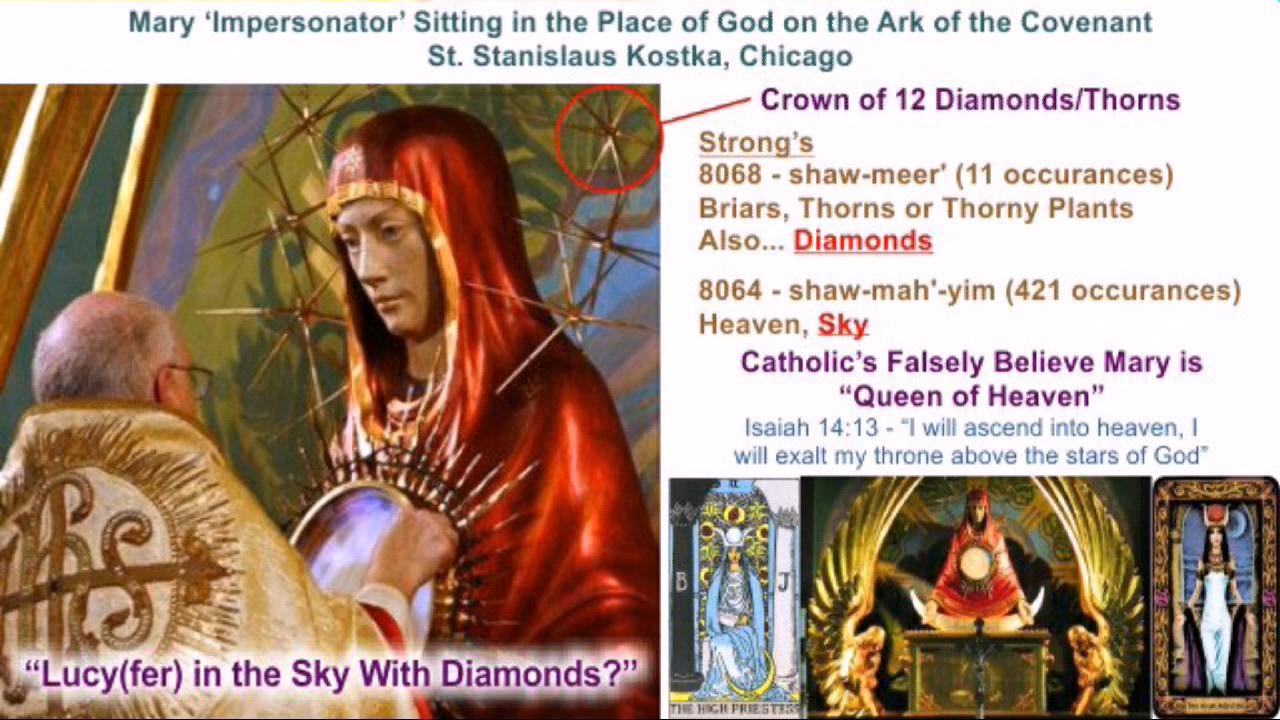 Mary ‘Impersonator’ Sitting in the Place of God on the Ark of the Covenant
St. Stanislaus Kostka, Chicago
Crown of 12 Diamonds/Thorns
Strong’s
8068 - shaw-meer' (11 occurances)
Briars, Thorns or Thorny Plants
Also... Diamonds
8064 - shaw-mah'-yim (421 occurances)
Heaven, Sky
Catholic’s Falsely Believe Mary is
“Queen of Heaven”
Isaiah 14:13 - “I will ascend into heaven, I
will exalt my throne above the stars of God”
“Lucy(fer) in the Sky With Diamonds?”
II
B J
THE HIGH PRIESTESS